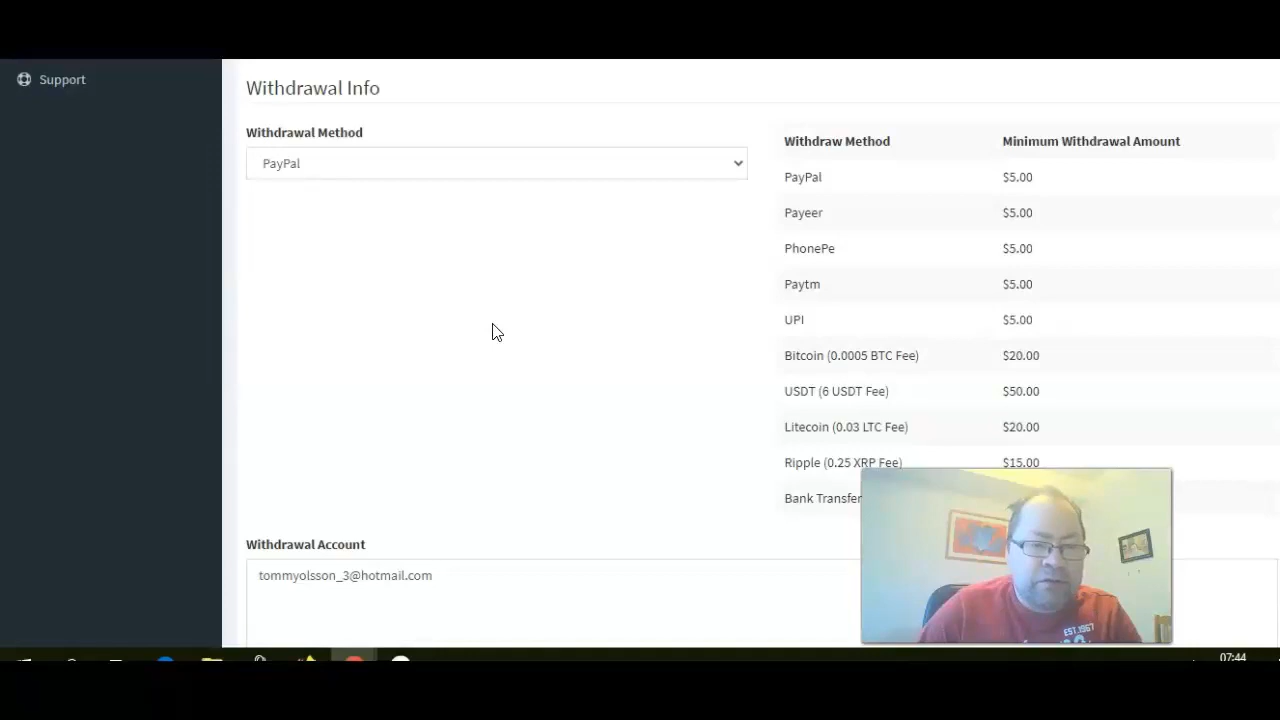 Support
Withdrawal Info
Withdrawal Method
PayPal
Withdraw Method Minimum Withdrawal Amount
PayPal $5.00
Payeer $5.00
PhonePe $5.00
Paytm $5.00
UPI $5.00
Bitcoin (0.0005 BTC Fee) $20.00
USDT (6 USDT Fee) $50.00
Litecoin (0.03 LTC Fee) $20.00
Ripple (0.25 XRP Fee) $15.00
Bank Transfer
Withdrawal Account
tommyolsson_3@hotmail.com
EST.1967
07:44